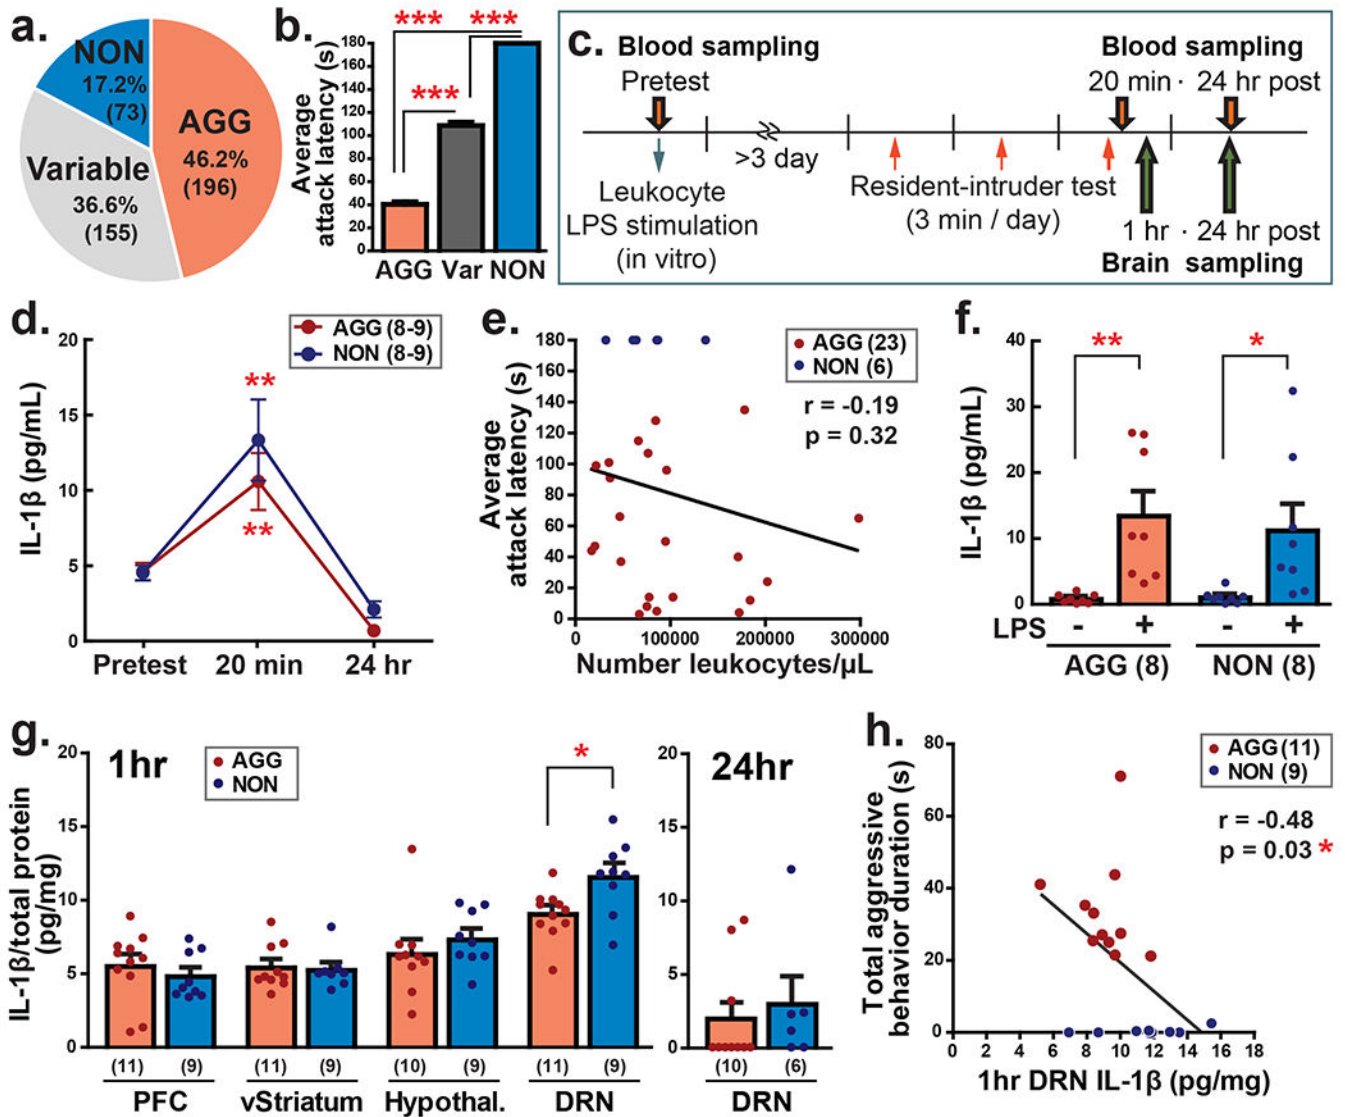 a.
NON
17.2%
(73)
AGG
46.2%
(196)
Variable
36.6%
(155)
b.
*** ***
***
Average
attack latency (s)
180
160
140
120
100
80
60
40
20
0
AGG Var NON
c.
Blood sampling
Pretest
Blood sampling
20 min · 24 hr post
>3 day
Leukocyte
LPS stimulation
(in vitro)
Resident-intruder test
(3 min / day)
1 hr · 24 hr post
Brain sampling
d.
AGG (8-9)
NON (8-9)
IL-1β (pg/mL)
20
15
10
5
0
**
**
Pretest 20 min 24 hr
e.
AGG (23)
NON (6)
r = -0.19
p = 0.32
Average
attack latency (s)
180
160
140
120
100
80
60
40
20
0
0 100000 200000 300000
Number leukocytes/µL
f.
IL-1β (pg/mL)
40
30
20
10
0
** *
LPS - + - +
AGG (8) NON (8)
g.
1hr
AGG
NON
IL-1β/total protein
(pg/mg)
20
15
10
5
0
*
(11) (9) (11) (9) (10) (9) (11) (9)
PFC vStriatum Hypothal. DRN
24hr
20
15
10
5
0
(10) (6)
DRN
h.
AGG (11)
NON (9)
r = -0.48
p = 0.03 *
Total aggressive
behavior duration (s)
80
60
40
20
0
0 2 4 6 8 10 12 14 16 18
1hr DRN IL-1β (pg/mg)